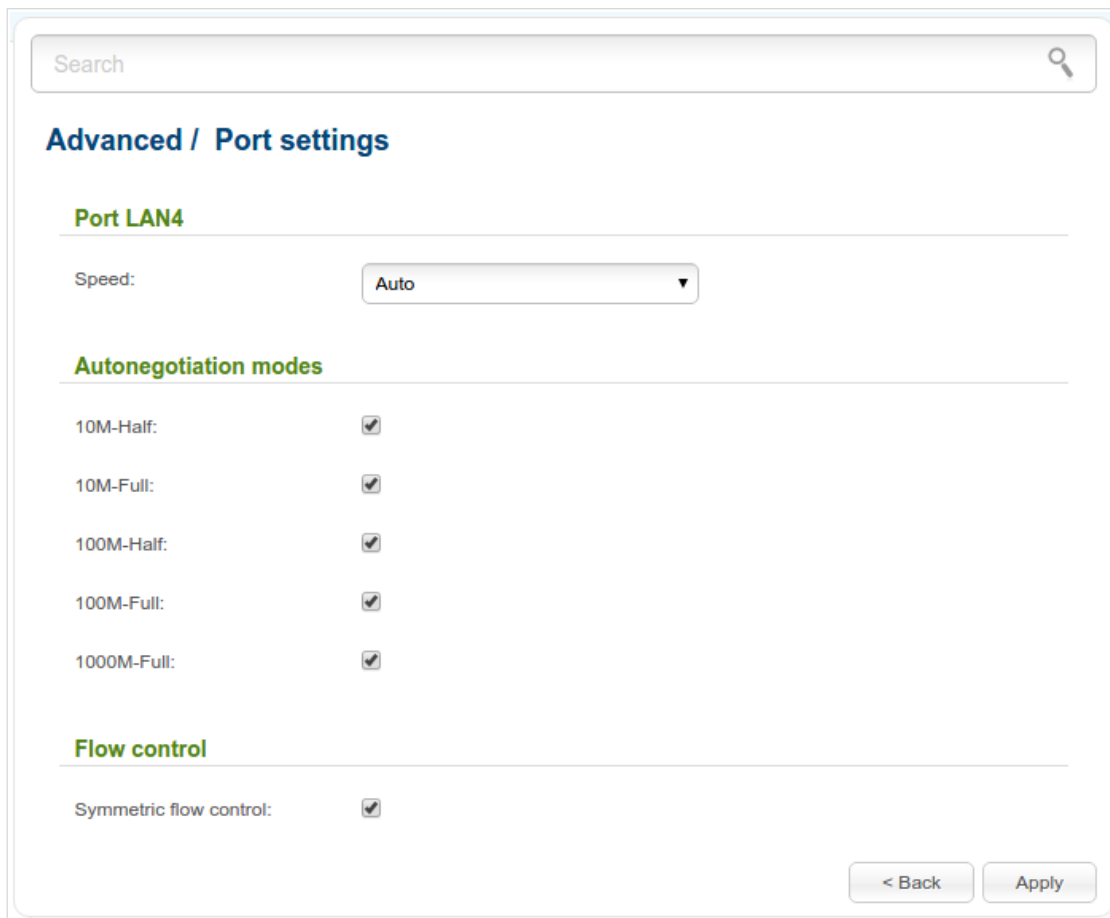 Search
Advanced / Port settings
Port LAN4
Speed: Auto
Autonegotiation modes
10M-Half:
10M-Full:
100M-Half:
100M-Full:
1000M-Full:
Flow control
Symmetric flow control:
< Back Apply